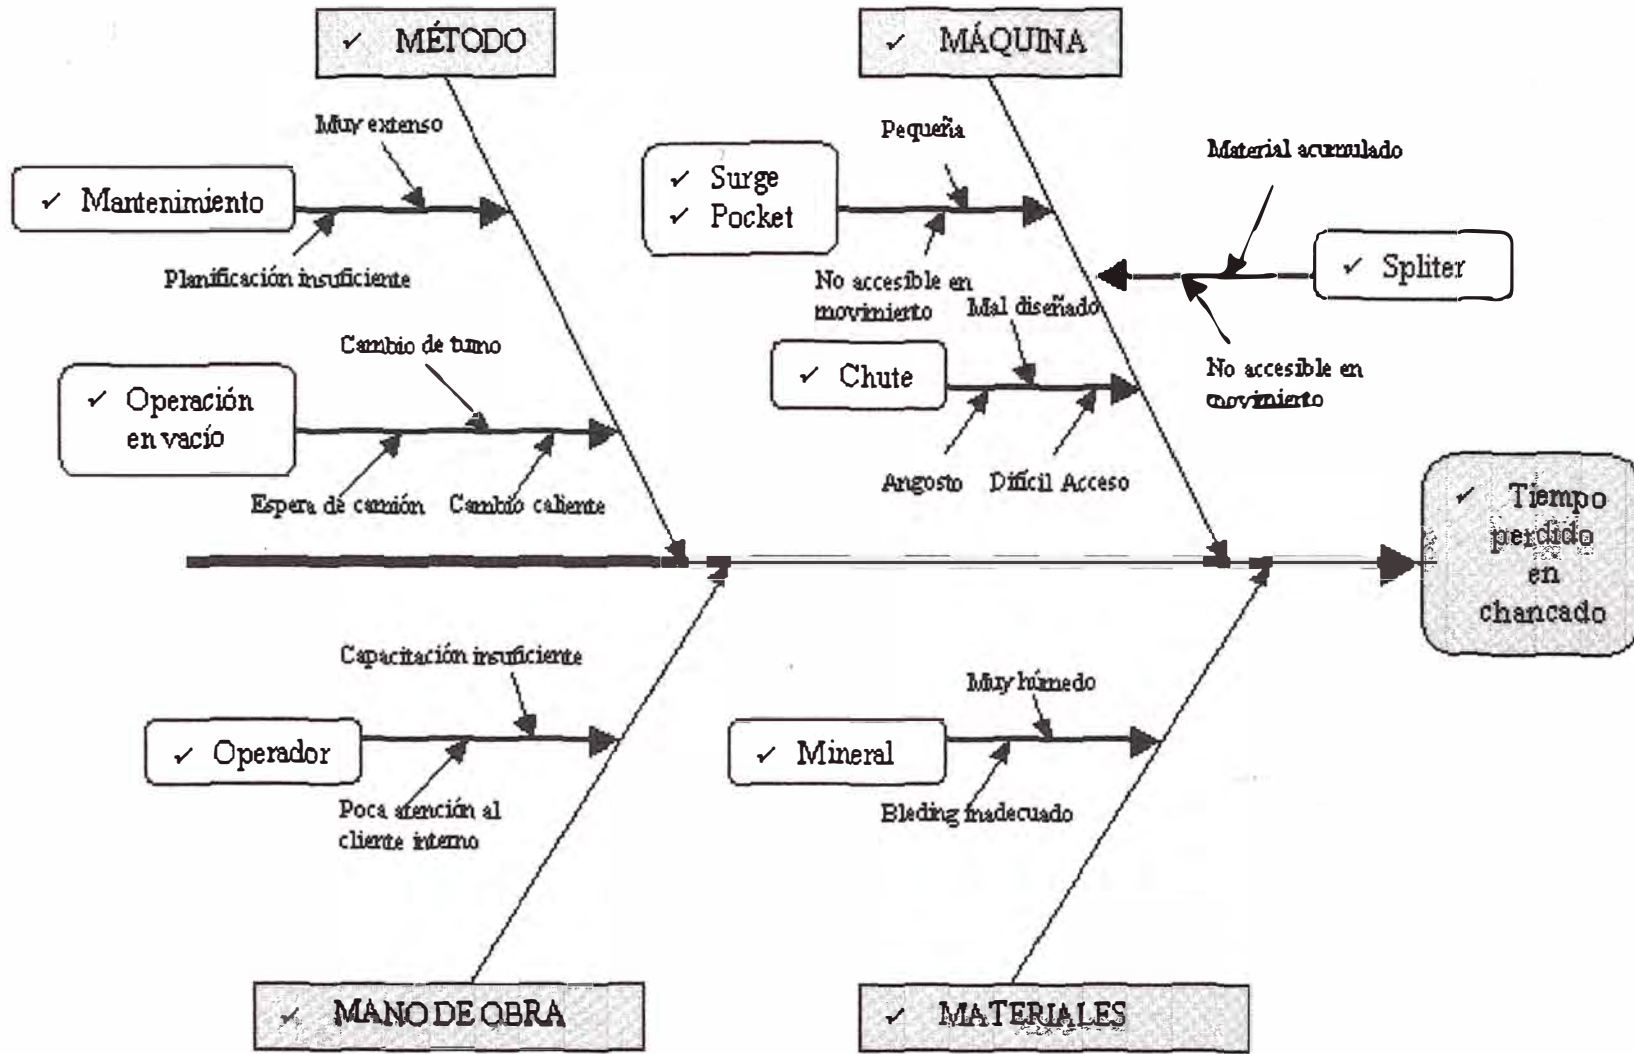 ✓ MÉTODO
✓ MÁQUINA
Muy extenso
✓ Mantenimiento
Planificación insuficiente
Cambio de turno
✓ Operación
en vacío
Espera de camión
Cambio caliente
Pequeña
✓ Surge
✓ Pocket
No accesible en
movimiento
Material acumulado
✓ Spliter
No accesible en
movimiento
Mal diseñado
✓ Chute
Angosto
Difícil Acceso
✓ Tiempo
perdido
en
chancado
Capacitación insuficiente
✓ Operador
Poca atención al
cliente interno
Muy húmedo
✓ Mineral
Bleding inadecuado
✓ MANO DE OBRA
✓ MATERIALES